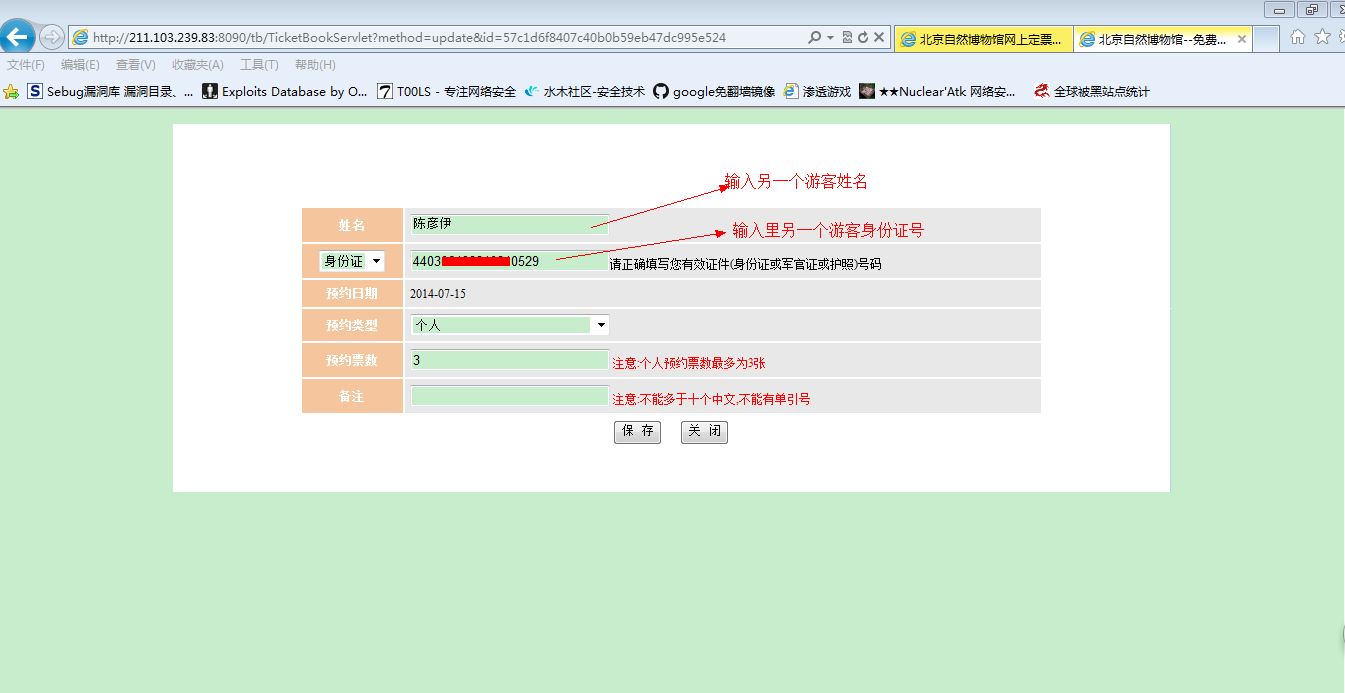 http://211.103.239.83:8090/tb/TicketBookServlet?method=update&id=57c1d6f8407c40b0b59eb47dc995e524
北京自然博物馆网上定票...
北京自然博物馆--免费...
文件(F) 编辑(E) 查看(V) 收藏夹(A) 工具(T) 帮助(H)
Sebug漏洞库 漏洞目录、... Exploits Database by O... T00LS - 专注网络安全 水木社区-安全技术 google免翻墙镜像 渗透游戏 ★★Nuclear'Atk 网络安... 全球被黑站点统计
输入另一个游客姓名
姓名 陈彦伊
输入里另一个游客身份证号
身份证 4403 0529 请正确填写您有效证件(身份证或军官证或护照)号码
预约日期 2014-07-15
预约类型 个人
预约票数 3 注意:个人预约票数最多为3张
备注 注意:不能多于十个中文,不能有单引号
保 存 关 闭